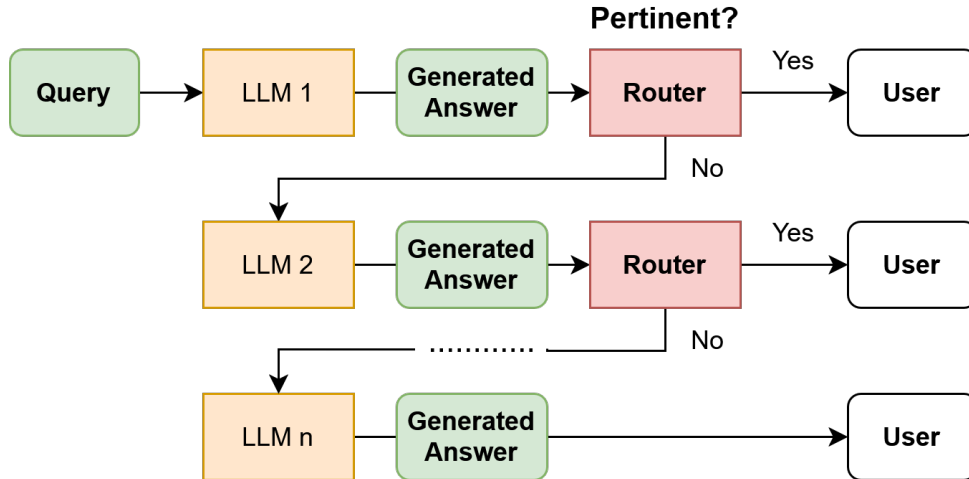 Pertinent?
Query
LLM 1
Generated
Answer
Router
Yes
User
No
LLM 2
Generated
Answer
Router
Yes
User
No
LLM n
Generated
Answer
User